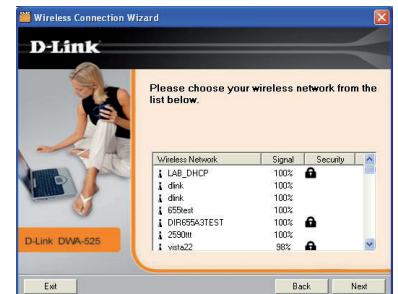 Wireless Connection Wizard
D-Link
Please choose your wireless network from the
list below.
Wireless Network Signal Security
LAB_DHCP 100%
dlink 100%
dlink 100%
655test 100%
DIR655A3TEST 100%
2590ttt 100%
vista22 98%
D-Link DWA-525
Exit Back Next